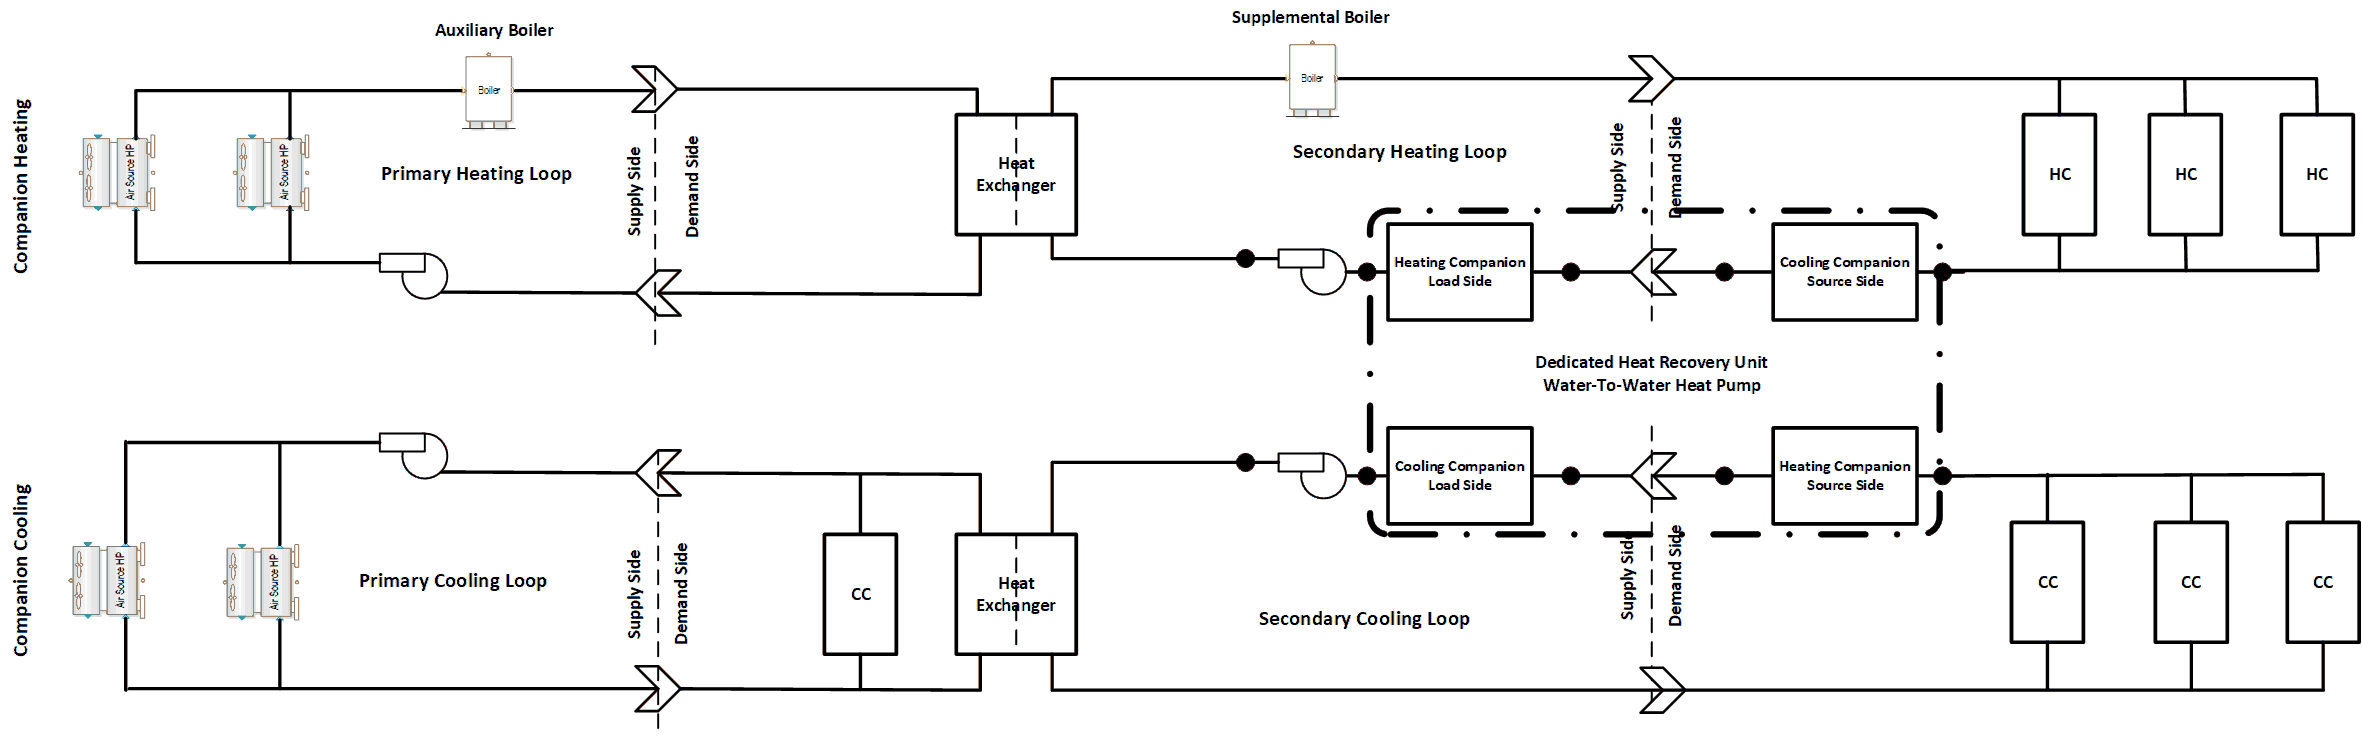 Auxiliary Boiler
Supplemental Boiler
Companion Heating
Boiler
Boiler
Air Source HP
Air Source HP
Primary Heating Loop
Supply Side
Demand Side
Heat
Exchanger
Secondary Heating Loop
Supply Side
Demand Side
HC
HC
HC
Heating Companion
Load Side
Cooling Companion
Source Side
Dedicated Heat Recovery Unit
Water-To-Water Heat Pump
Companion Cooling
Air Source HP
Air Source HP
Primary Cooling Loop
Supply Side
Demand Side
CC
Heat
Exchanger
Cooling Companion
Load Side
Heating Companion
Source Side
Secondary Cooling Loop
Supply Side
Demand Side
CC
CC
CC